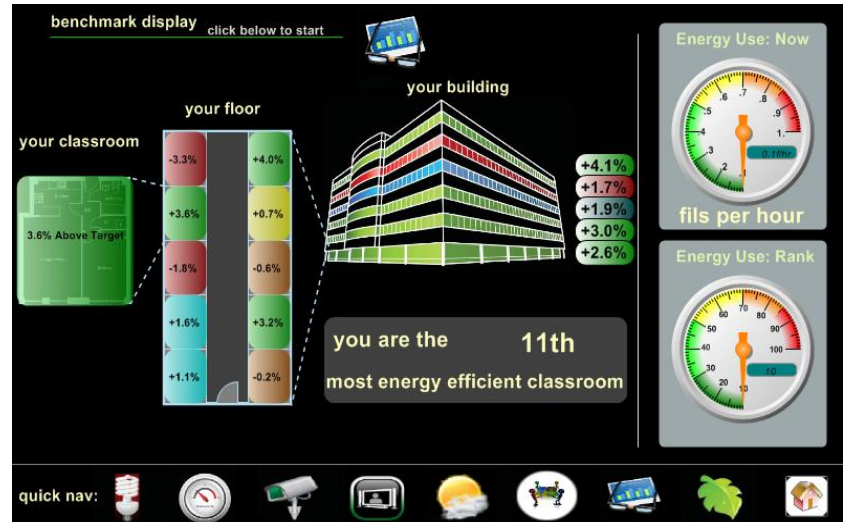 benchmark display
click below to start
your building
your floor
your classroom
3.6% Above Target
-3.3%
+4.0%
+3.6%
+0.7%
-1.8%
-0.6%
+1.6%
+3.2%
+1.1%
-0.2%
+4.1%
+1.7%
+1.9%
+3.0%
+2.6%
you are the 11th
most energy efficient classroom
Energy Use: Now
.1 .2 .3 .4 .5 .6 .7 .8 .9 1.
0.1f/hr
fils per hour
Energy Use: Rank
10 20 30 40 50 60 70 80 90 100
10
quick nav: